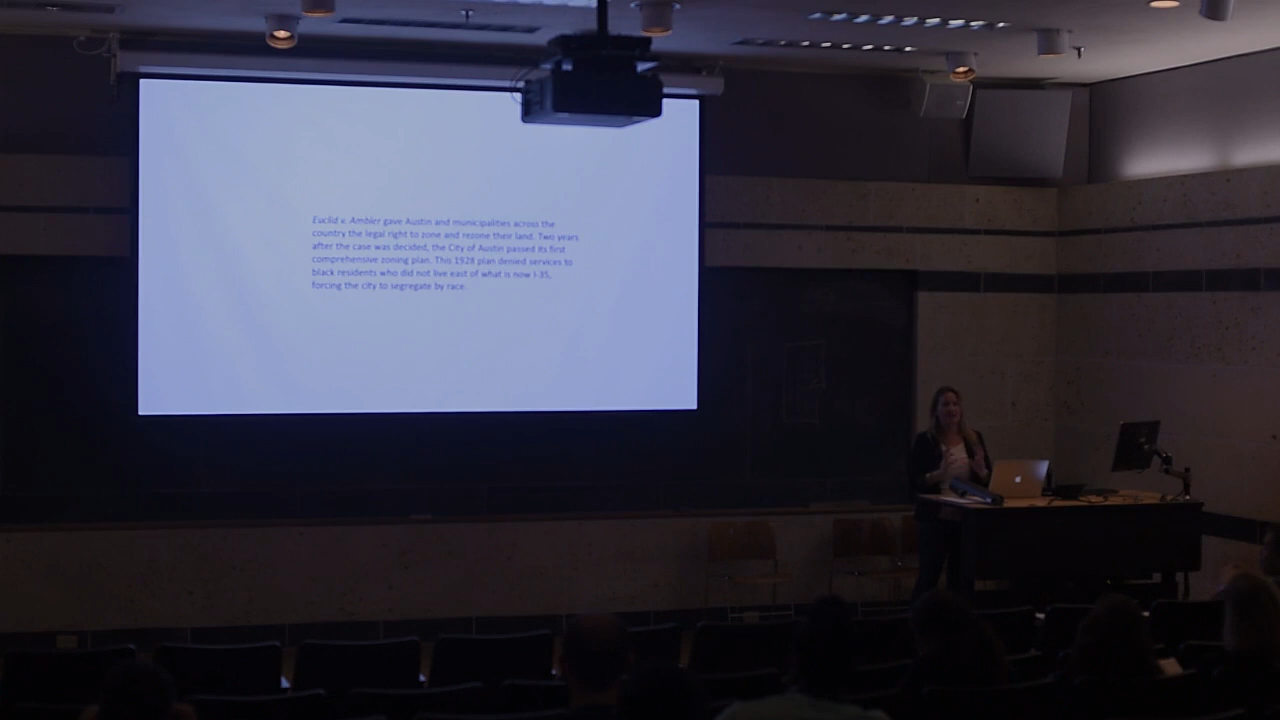 Euclid v. Ambler gave Austin and municipalities across the
country the legal right to zone and rezone their land. Two years
after the case was decided, the City of Austin passed its first
comprehensive zoning plan. This 1928 plan denied services to
black residents who did not live east of what is now I-35,
forcing the city to segregate by race.